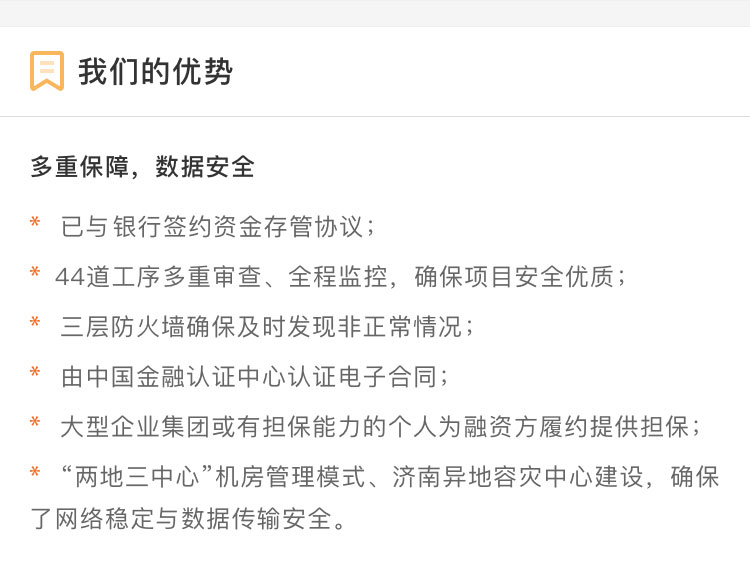 我们的优势
多重保障，数据安全
* 已与银行签约资金存管协议；
* 44道工序多重审查、全程监控，确保项目安全优质；
* 三层防火墙确保及时发现非正常情况；
* 由中国金融认证中心认证电子合同；
* 大型企业集团或有担保能力的个人为融资方履约提供担保；
* “两地三中心”机房管理模式、济南异地容灾中心建设，确保
了网络稳定与数据传输安全。